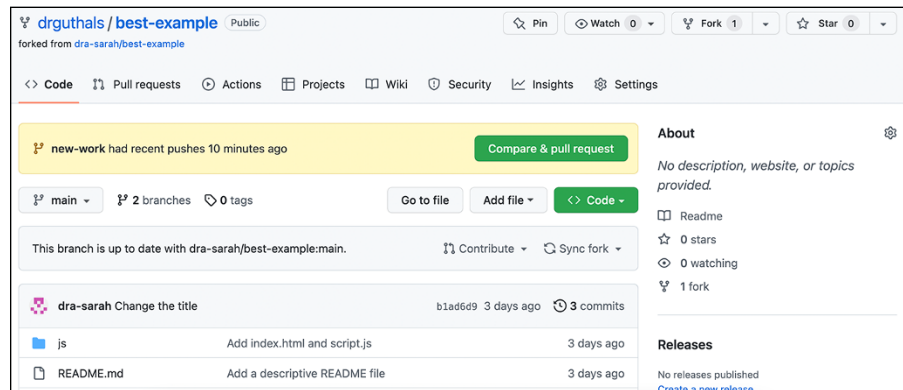 drguthals / best-example Public
Pin
Watch 0
Fork 1
Star 0
forked from dra-sarah/best-example
<> Code
Pull requests
Actions
Projects
Wiki
Security
Insights
Settings
new-work had recent pushes 10 minutes ago
Compare & pull request
main
2 branches
0 tags
Go to file
Add file
<> Code
This branch is up to date with dra-sarah/best-example:main.
Contribute
Sync fork
dra-sarah Change the title
b1ad6d9 3 days ago
3 commits
js
Add index.html and script.js
3 days ago
README.md
Add a descriptive README file
3 days ago
About
No description, website, or topics
provided.
Readme
0 stars
0 watching
1 fork
Releases
No releases published
Create a new release